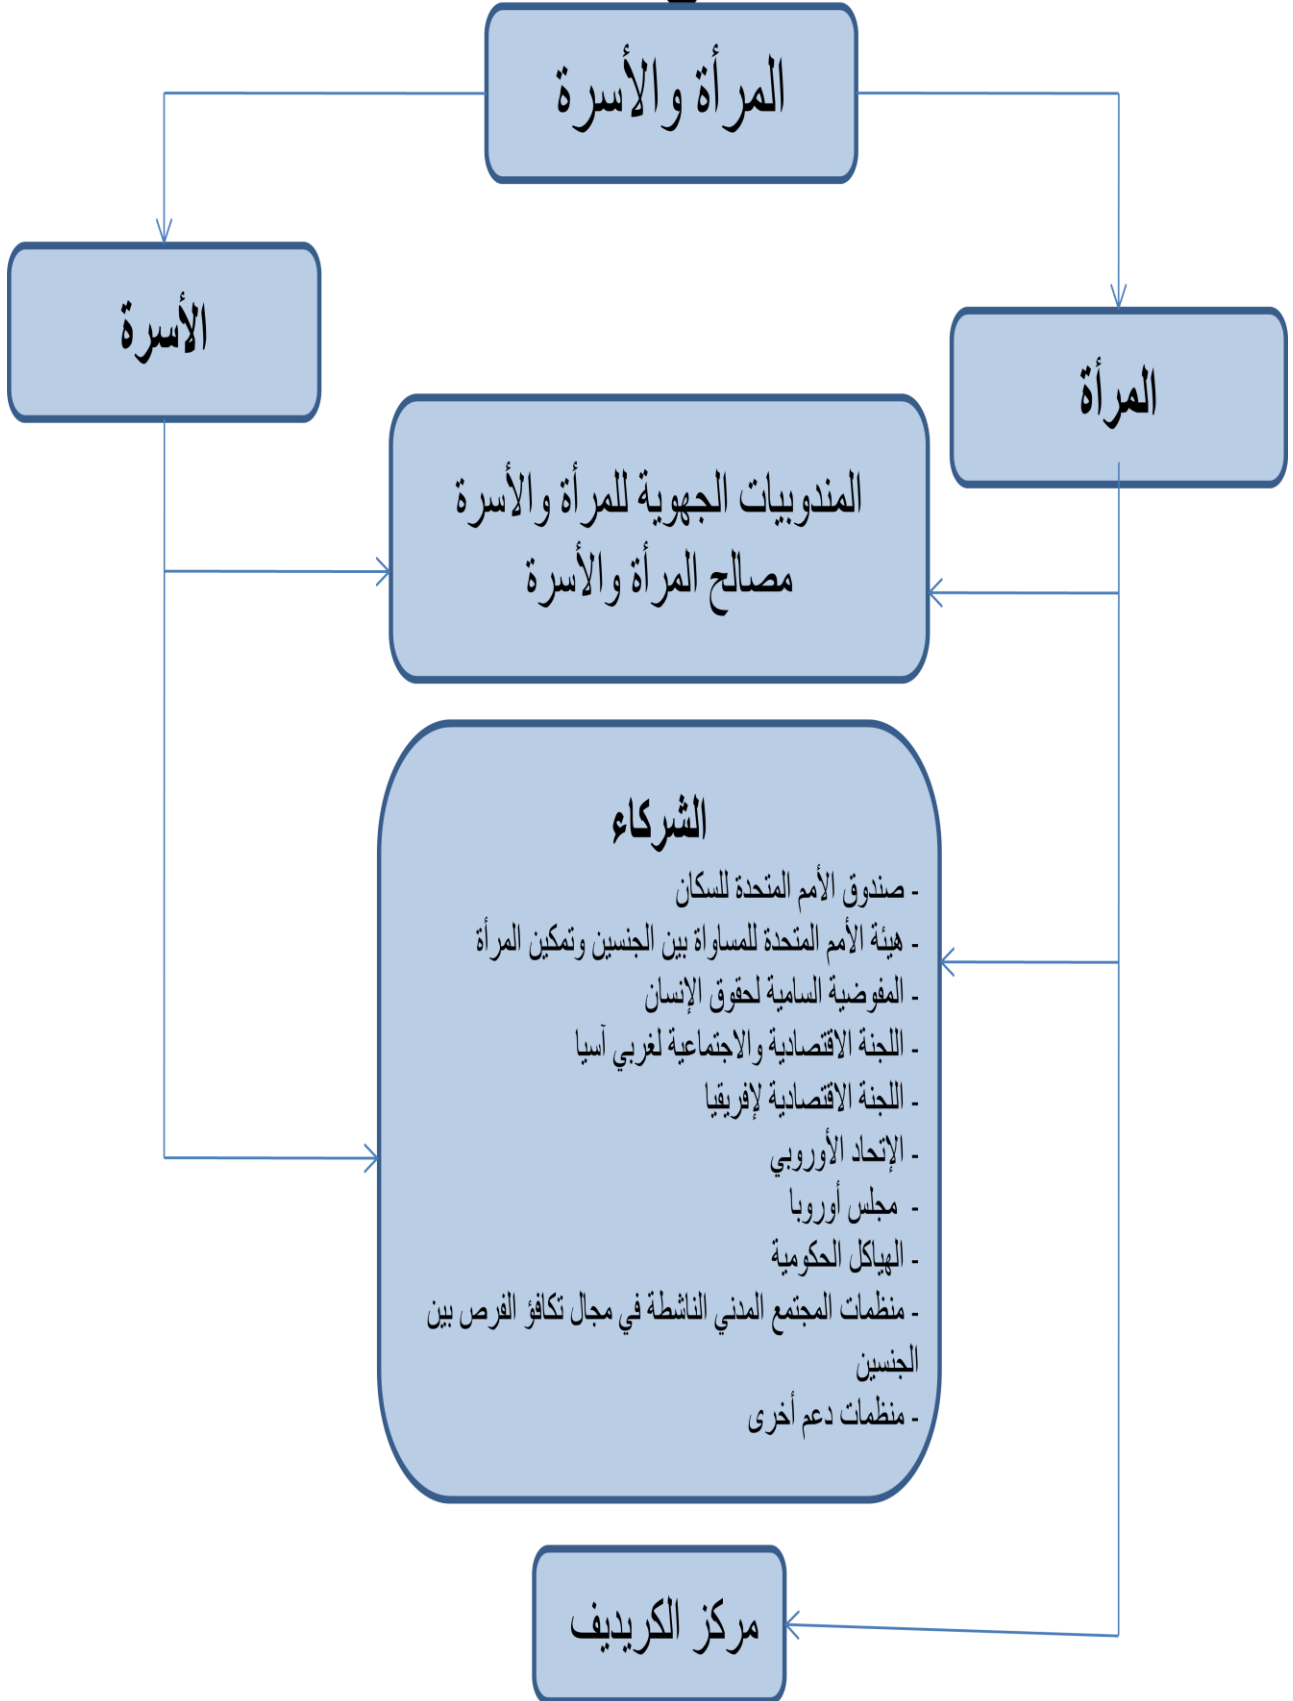 المرأة والأسرة
الأسرة
المرأة
المندوبيات الجهوية للمرأة والأسرة
مصالح المرأة والأسرة
الشركاء
- صندوق الأمم المتحدة للسكان
- هيئة الأمم المتحدة للمساواة بين الجنسين وتمكين المرأة
- المفوضية السامية لحقوق الإنسان
- اللجنة الاقتصادية والاجتماعية لغربي آسيا
- اللجنة الاقتصادية لإفريقيا
- الإتحاد الأوروبي
- مجلس أوروبا
- الهياكل الحكومية
- منظمات المجتمع المدني الناشطة في مجال تكافؤ الفرص بين
الجنسين
- منظمات دعم أخرى
مركز الكريديف